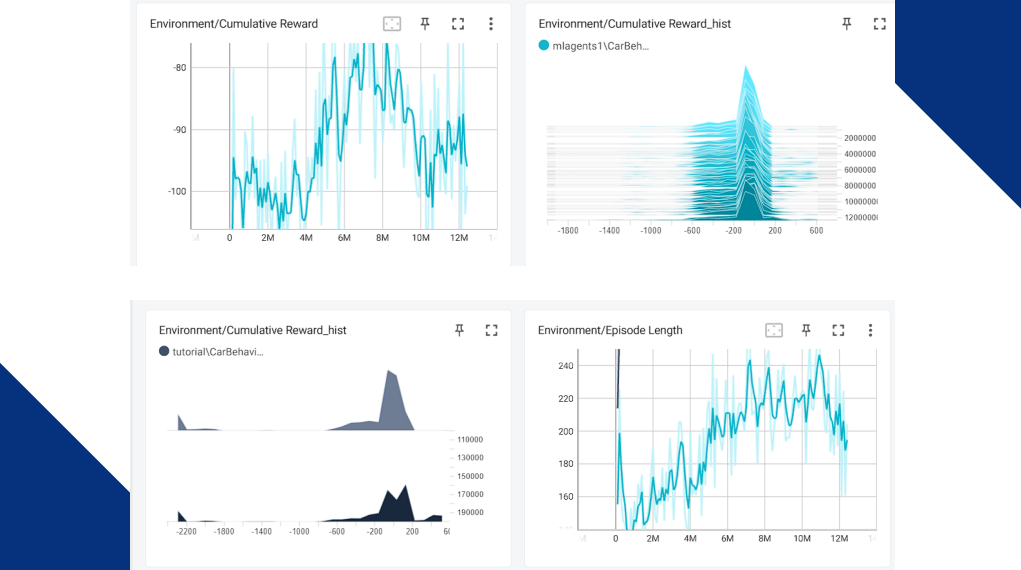 Environment/Cumulative Reward
-80
-90
-100
0 2M 4M 6M 8M 10M 12M
Environment/Cumulative Reward_hist
mlagents1\CarBeh...
2000000
4000000
6000000
8000000
1000000
1200000
-1800 -1400 -1000 -600 -200 200 600
Environment/Cumulative Reward_hist
tutorial\CarBehavi...
110000
130000
150000
170000
190000
-2200 -1800 -1400 -1000 -600 -200 200
Environment/Episode Length
240
220
200
180
160
0 2M 4M 6M 8M 10M 12M